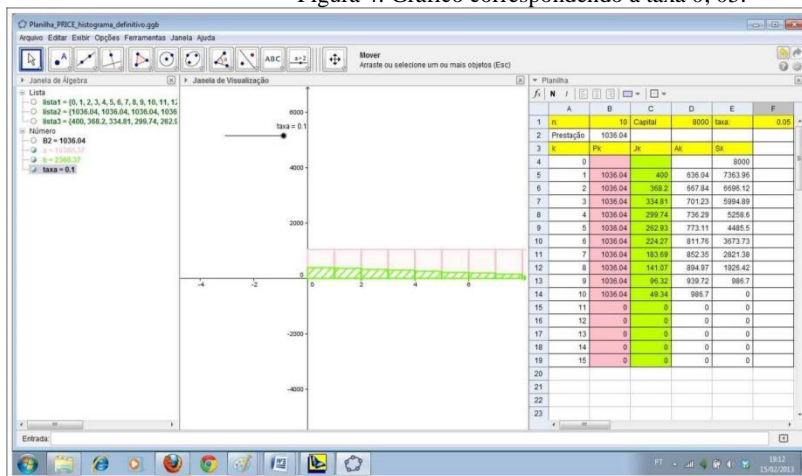 Figura 4: Gráfico correspondendo à taxa 0, 05.
Planilha_PRICE_histograma_definitivo.ggb
Arquivo Editar Exibir Opções Ferramentas Janela Ajuda
ABC
a=2
Mover
Arraste ou selecione um ou mais objetos (Esc)
Janela de Álgebra
Lista
lista1 = {0, 1, 2, 3, 4, 5, 6, 7, 8, 9, 10, 11, 12
lista2 = {1036.04, 1036.04, 1036.04, 1036
lista3 = {400, 368.2, 334.81, 299.74, 262.9
Número
B2 = 1036.04
b = 2360.37
taxa = 0.1
Janela de Visualização
taxa = 0.1
6000
4000
2000
0
-2000
-4000
-4 -2 0 2 4 6
Planilha
fx N I
A B C D E F
1 n: 10 Capital 8000 taxa: 0.05
2 Prestação 1036.04
3 k Pk Jk Ak Sk
4 0 8000
5 1 1036.04 400 636.04 7363.96
6 2 1036.04 368.2 667.84 6696.12
7 3 1036.04 334.81 701.23 5994.89
8 4 1036.04 299.74 736.29 5258.6
9 5 1036.04 262.93 773.11 4485.5
10 6 1036.04 224.27 811.76 3673.73
11 7 1036.04 183.69 852.35 2821.38
12 8 1036.04 141.07 894.97 1926.42
13 9 1036.04 96.32 939.72 986.7
14 10 1036.04 49.34 986.7 0
15 11 0 0 0 0
16 12 0 0 0 0
17 13 0 0 0 0
18 14 0 0 0 0
19 15 0 0 0 0
20
21
22
23
Entrada:
PT
19:12
15/02/2013